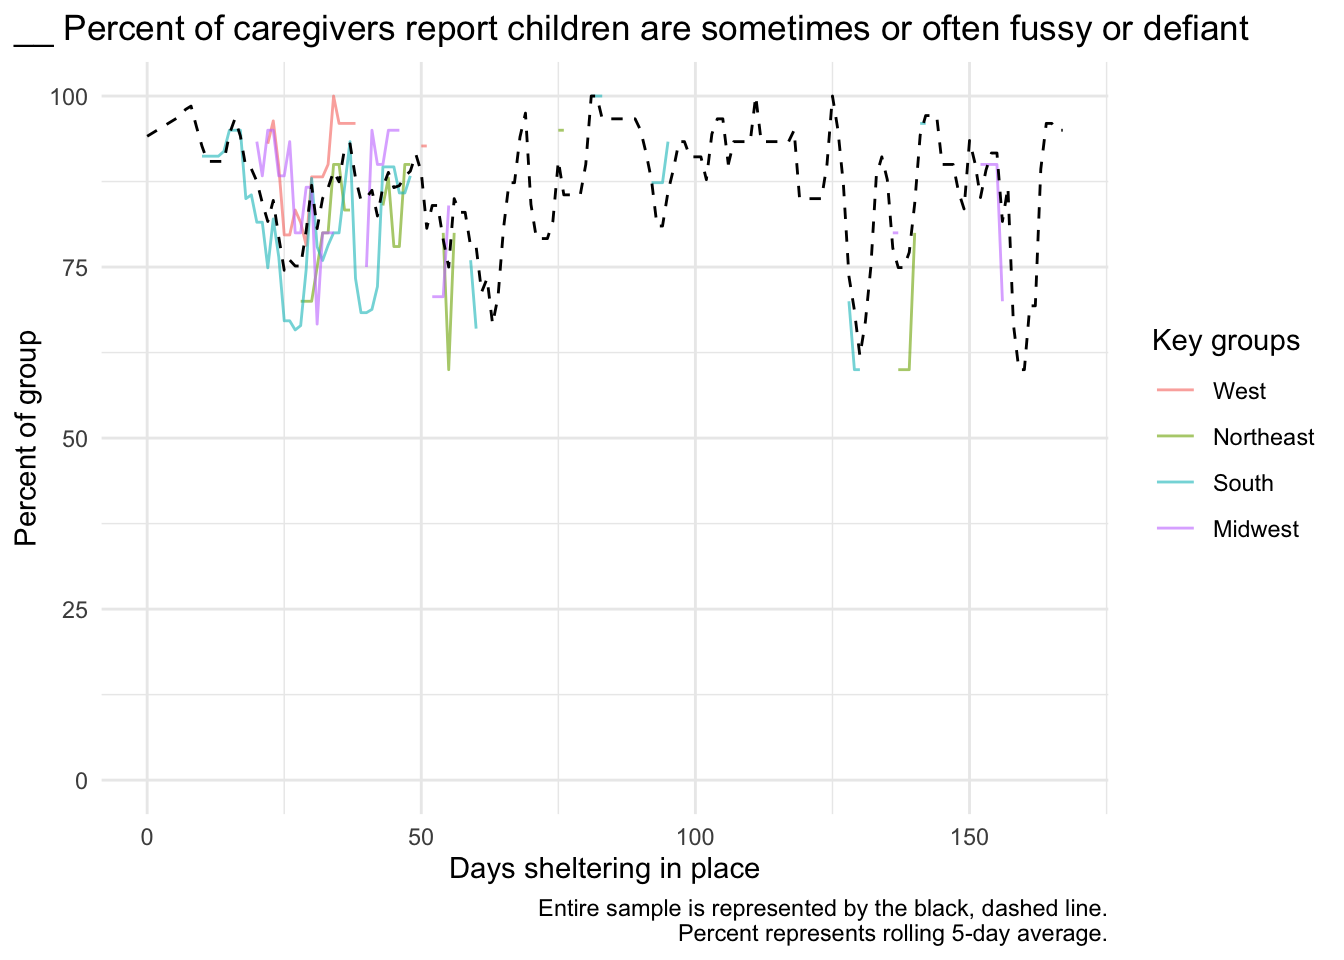 __ Percent of caregivers report children are sometimes or often fussy or defiant
100
75
50
25
0
Percent of group
0 50 100 150
Days sheltering in place
Key groups
West
Northeast
South
Midwest
Entire sample is represented by the black, dashed line.
Percent represents rolling 5-day average.